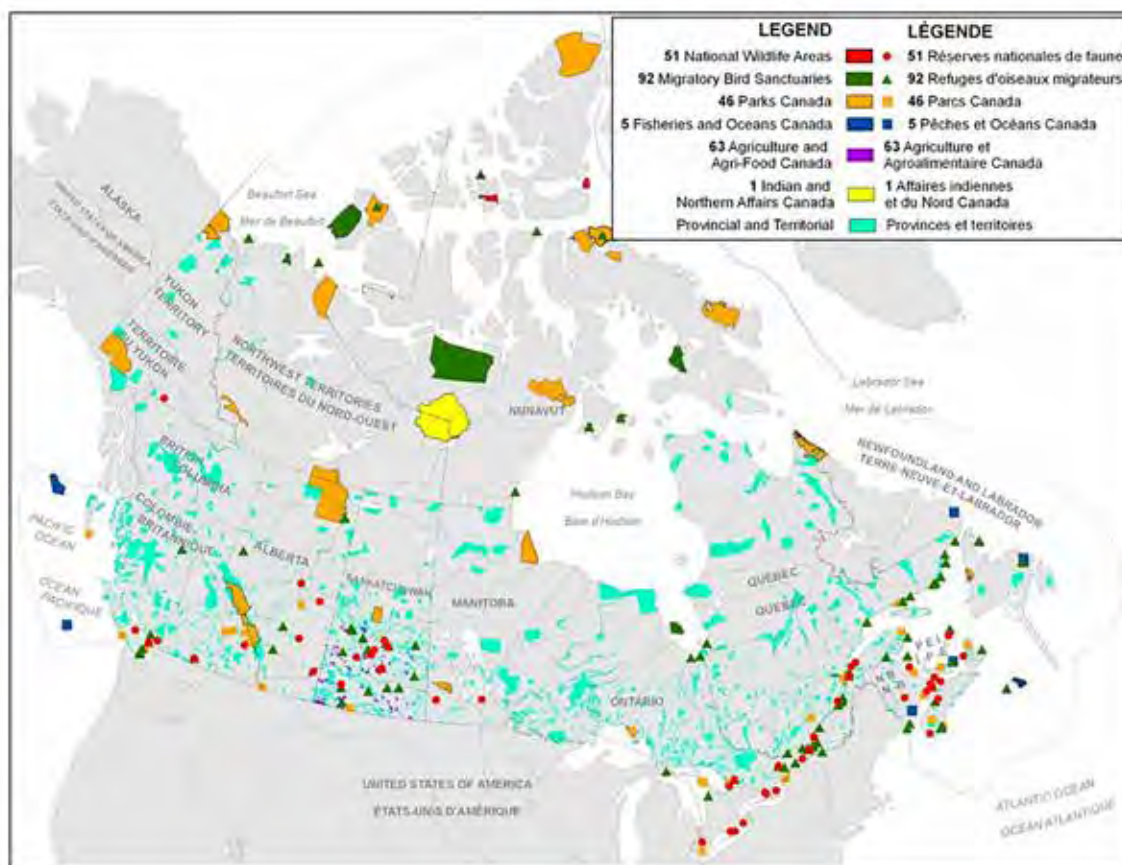 LEGEND LÉGENDE
51 National Wildlife Areas 51 Réserves nationales de faune
92 Migratory Bird Sanctuaries 92 Refuges d'oiseaux migrateurs
46 Parks Canada 46 Parcs Canada
5 Fisheries and Oceans Canada 5 Pêches et Océans Canada
63 Agriculture and 63 Agriculture et
Agri-Food Canada Agroalimentaire Canada
1 Indian and 1 Affaires indiennes
Northern Affairs Canada et du Nord Canada
Provincial and Territorial Provinces et territoires
ALASKA
Beaufort Sea
Mer de Beaufort
YUKON
TERRITORY
TERRITOIRE
DU YUKON
NORTHWEST TERRITORIES
TERRITOIRES DU NORD-OUEST
NUNAVUT
Labrador Sea
Mer de Labrador
NEWFOUNDLAND AND LABRADOR
TERRE-NEUVE-ET-LABRADOR
BRITISH
COLUMBIA
COLOMBIE-
BRITANNIQUE
PACIFIC
OCEAN
OCEAN
PACIFIQUE
ALBERTA
SASKATCHEWAN
MANITOBA
Hudson Bay
Baie d'Hudson
QUEBEC
QUÉBEC
ONTARIO
P E I
N B
N.-B.
UNITED STATES OF AMERICA
ÉTATS-UNIS D'AMÉRIQUE
ATLANTIC OCEAN
OCÉAN ATLANTIQUE